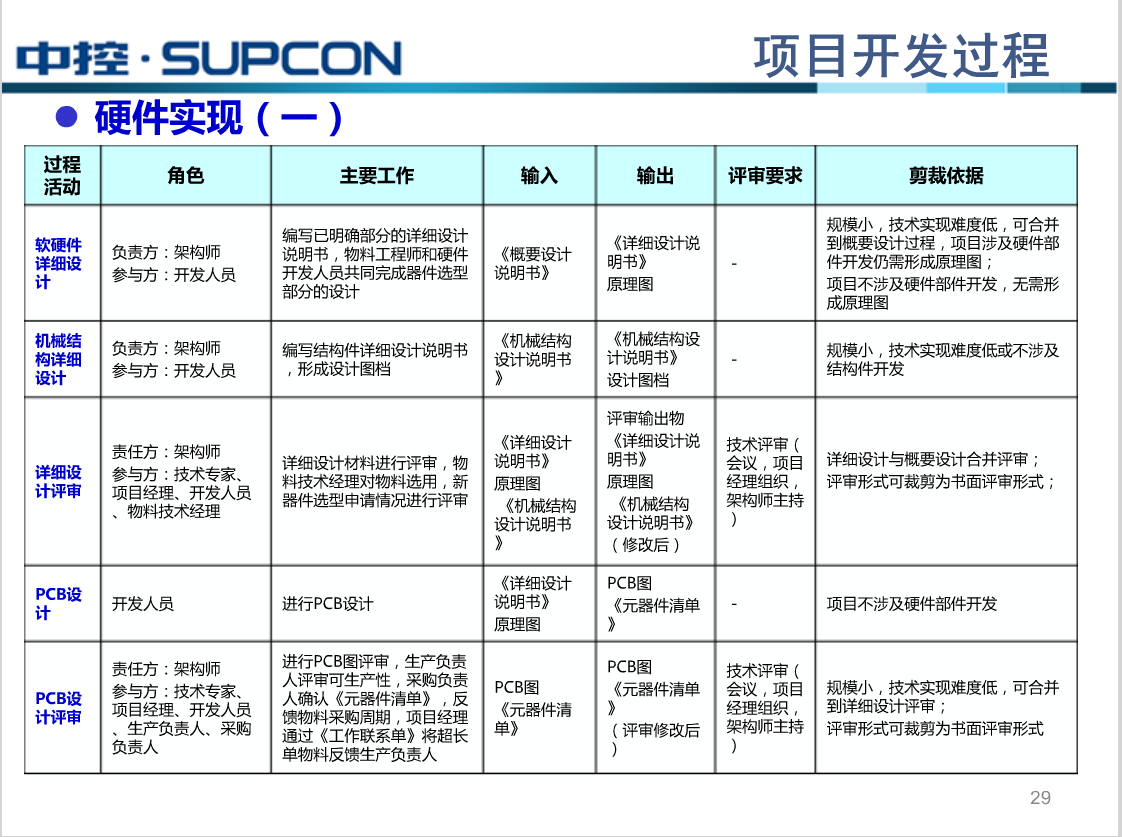 中控·SUPCON
项目开发过程
硬件实现（一）
过程
活动
角色
主要工作
输入
输出
评审要求
剪裁依据
软硬件
详细设
计
负责方：架构师
参与方：开发人员
编写已明确部分的详细设计
说明书，物料工程师和硬件
开发人员共同完成器件选型
部分的设计
《概要设计
说明书》
《详细设计说
明书》
原理图
-
规模小，技术实现难度低，可合并
到概要设计过程，项目涉及硬件部
件开发仍需形成原理图；
项目不涉及硬件部件开发，无需形
成原理图
机械结
构详细
设计
负责方：架构师
参与方：开发人员
编写结构件详细设计说明书
，形成设计图档
《机械结构
设计说明书
》
《机械结构设
计说明书》
设计图档
-
规模小，技术实现难度低或不涉及
结构件开发
详细设
计评审
责任方：架构师
参与方：技术专家、
项目经理、开发人员
、物料技术经理
详细设计材料进行评审，物
料技术经理对物料选用，新
器件选型申请情况进行评审
《详细设计
说明书》
原理图
《机械结构
设计说明书
》
评审输出物
《详细设计说
明书》
原理图
《机械结构
设计说明书》
（修改后）
技术评审（
会议，项目
经理组织，
架构师主持
）
详细设计与概要设计合并评审；
评审形式可裁剪为书面评审形式；
PCB设
计
开发人员
进行PCB设计
《详细设计
说明书》
原理图
PCB图
《元器件清单
》
-
项目不涉及硬件部件开发
PCB设
计评审
责任方：架构师
参与方：技术专家、
项目经理、开发人员
、生产负责人、采购
负责人
进行PCB图评审，生产负责
人评审可生产性，采购负责
人确认《元器件清单》，反
馈物料采购周期，项目经理
通过《工作联系单》将超长
单物料反馈生产负责人
PCB图
《元器件清
单》
PCB图
《元器件清单
》
（评审修改后
）
技术评审（
会议，项目
经理组织，
架构师主持
）
规模小，技术实现难度低，可合并
到详细设计评审；
评审形式可裁剪为书面评审形式
29